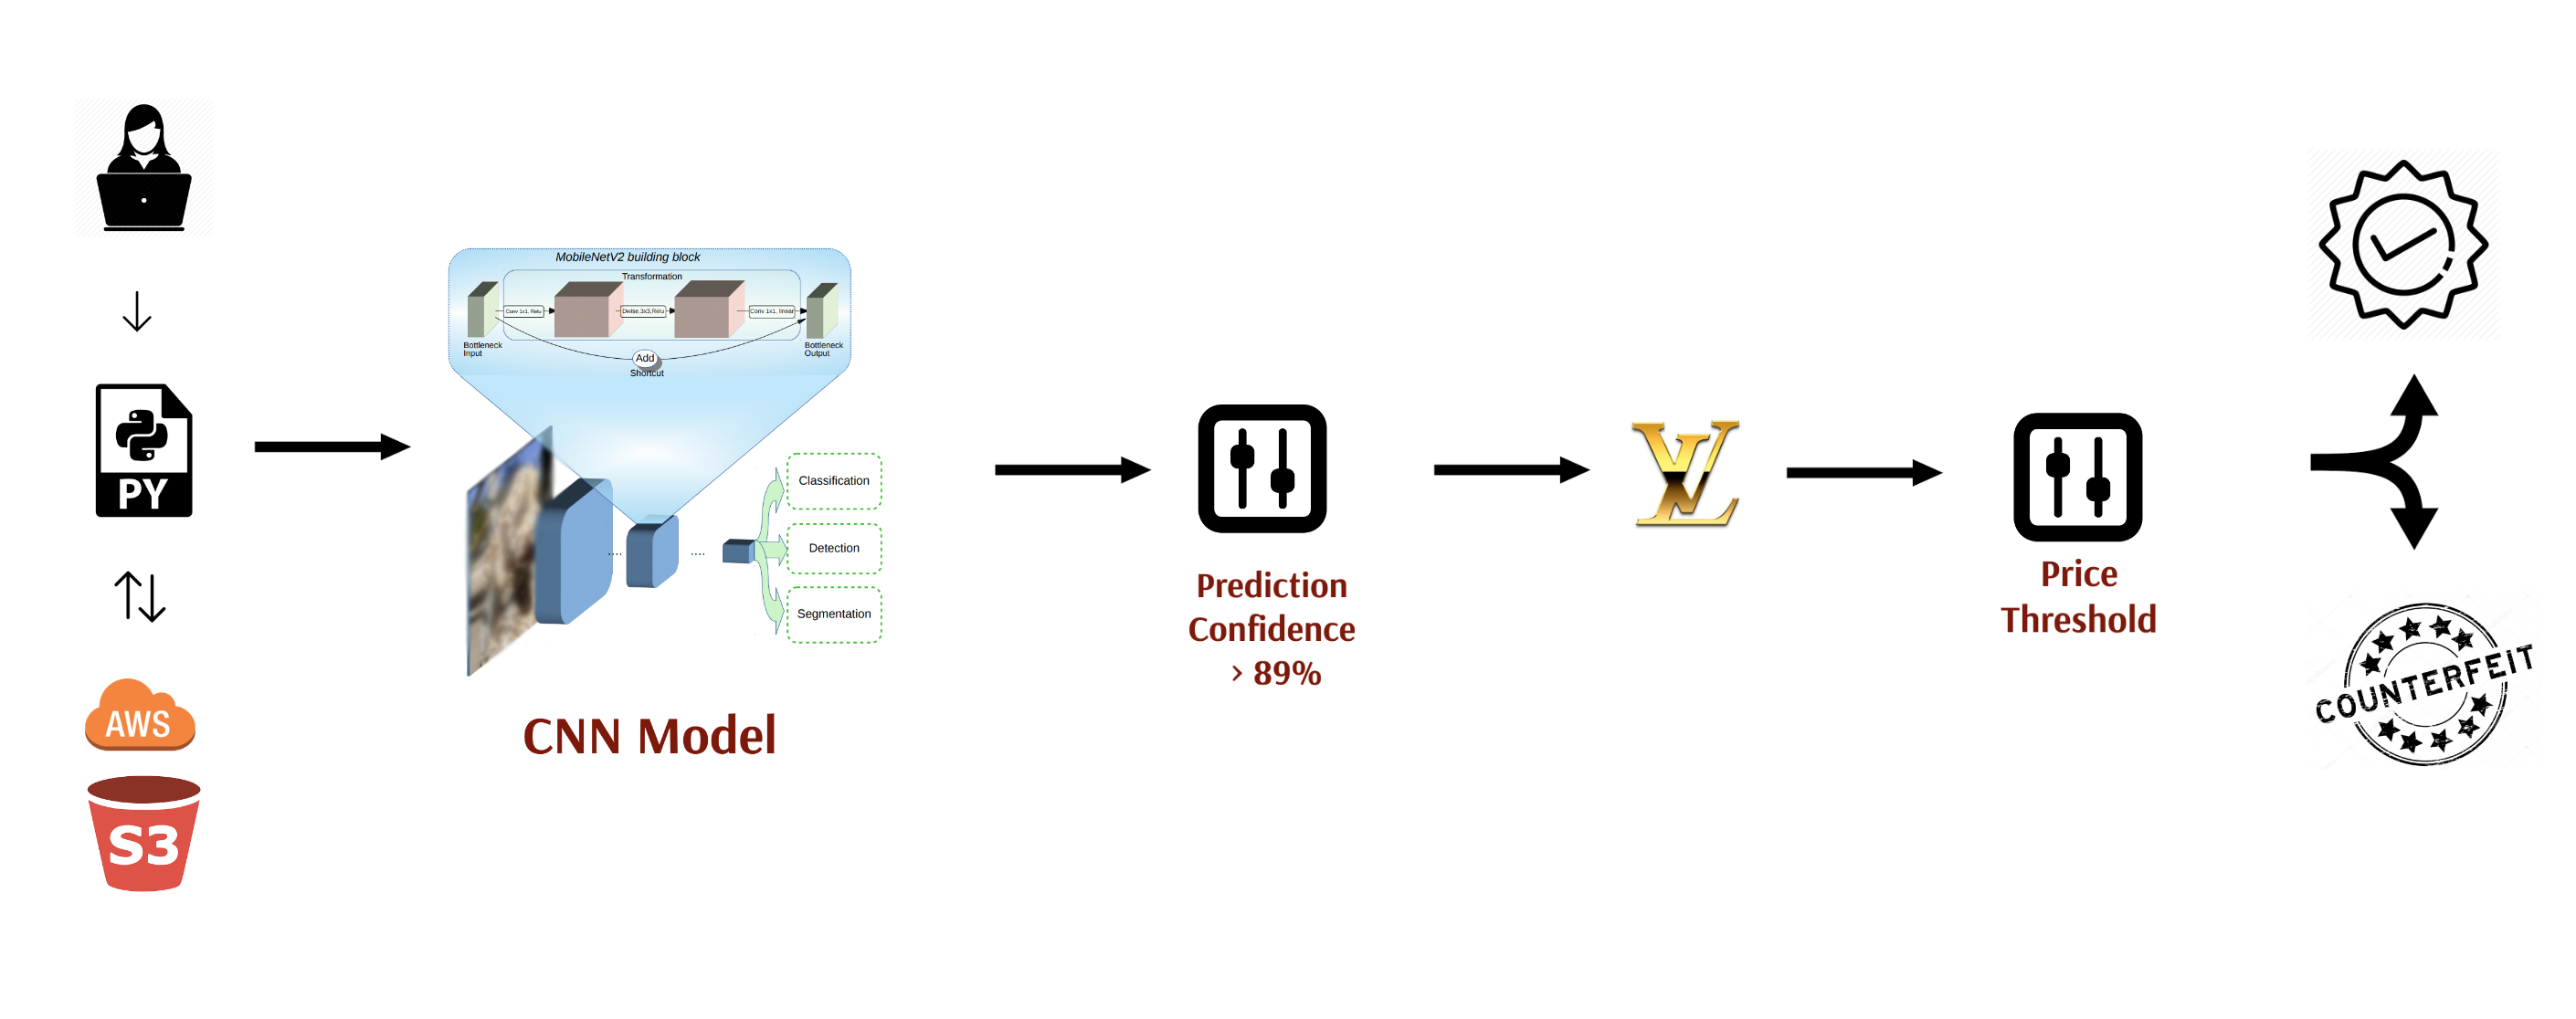 PY
AWS
S3
MobileNetV2 building block
Transformation
Conv 1x1, Relu
Dwise,3x3,Relu
Conv 1x1, linear
Bottleneck
Input
Bottleneck
Output
Add
Shortcut
Classification
Detection
Segmentation
CNN Model
Prediction
Confidence
> 89%
LV
Price
Threshold
COUNTERFEIT